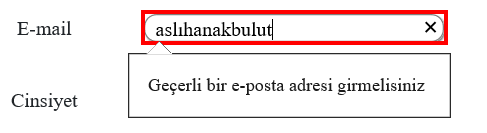 E-mail
aslıhanakbulut
Geçerli bir e-posta adresi girmelisiniz
Cinsiyet